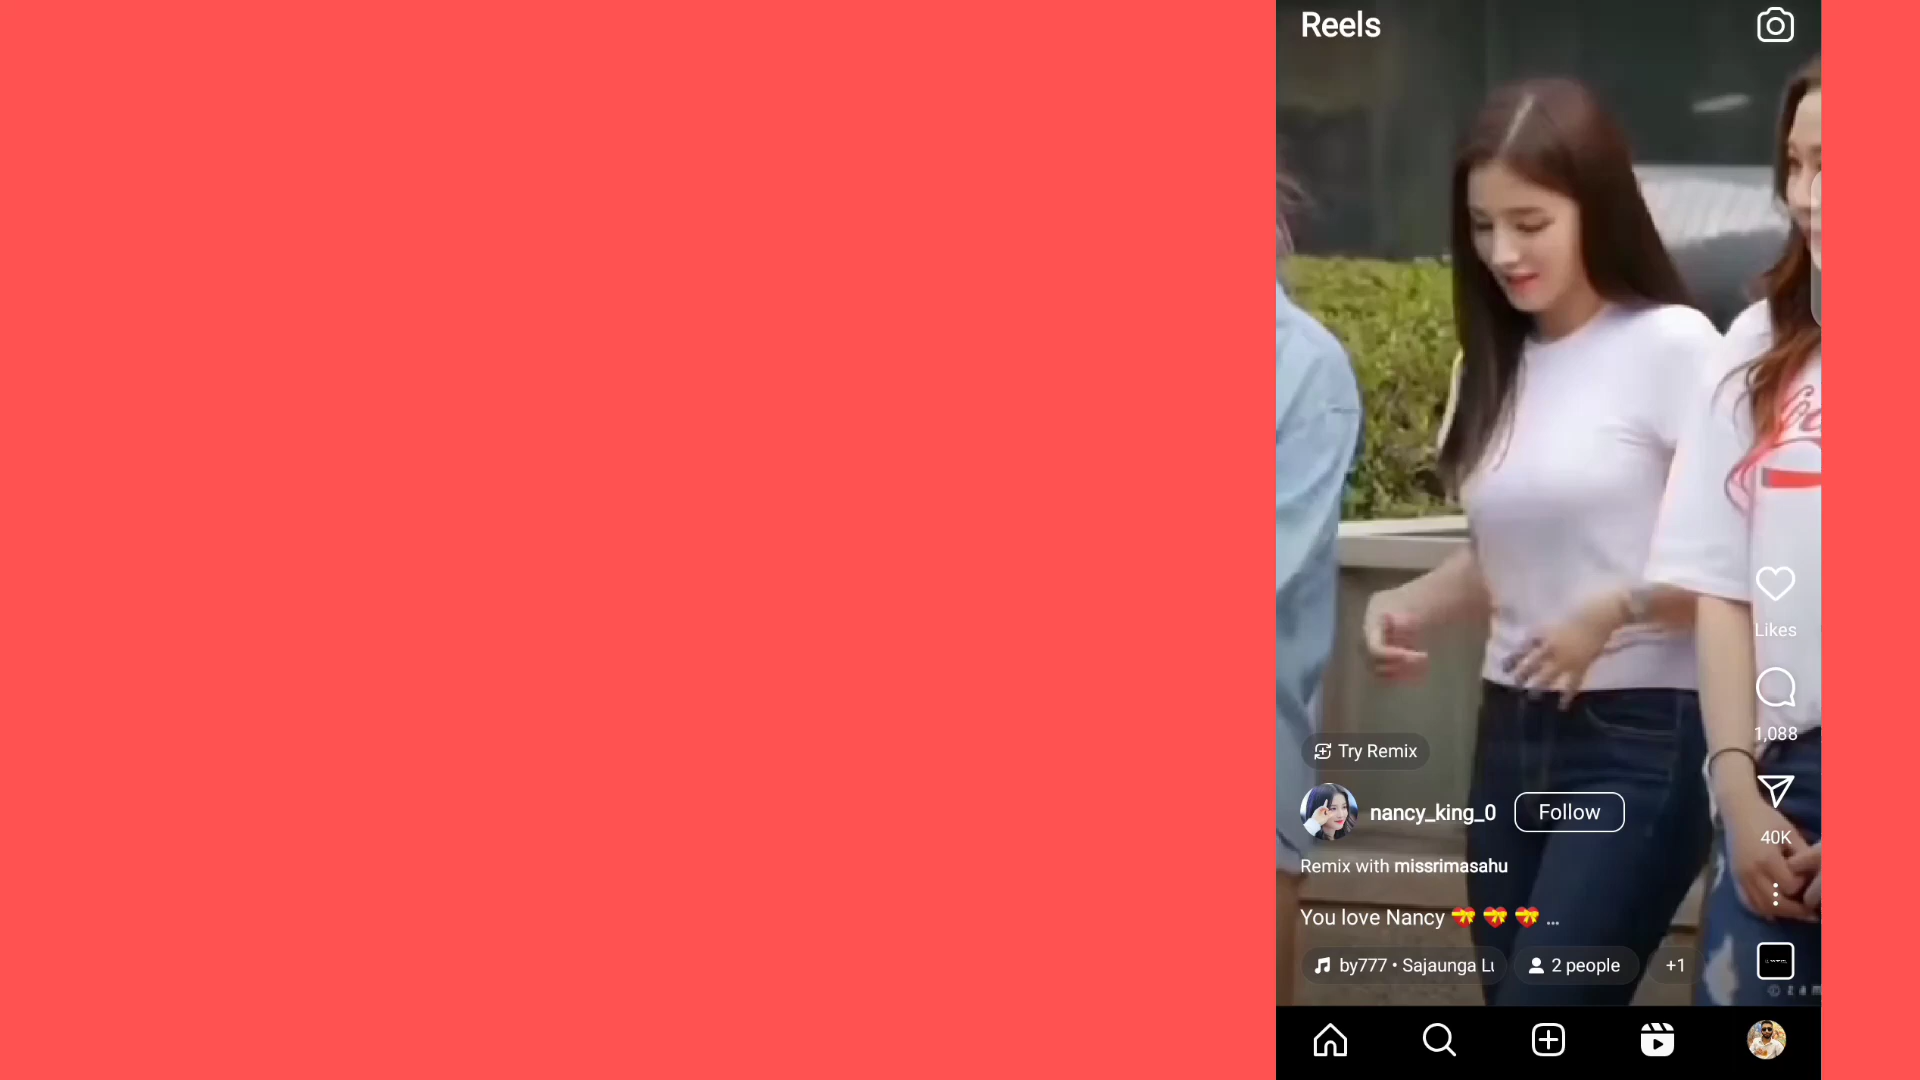 Reels
Likes
1,088
Try Remix
nancy_king_0 Follow
40K
Remix with missrimasahu
You love Nancy 💝 💝 💝 ...
by777 • Sajaunga Lu
2 people
+1